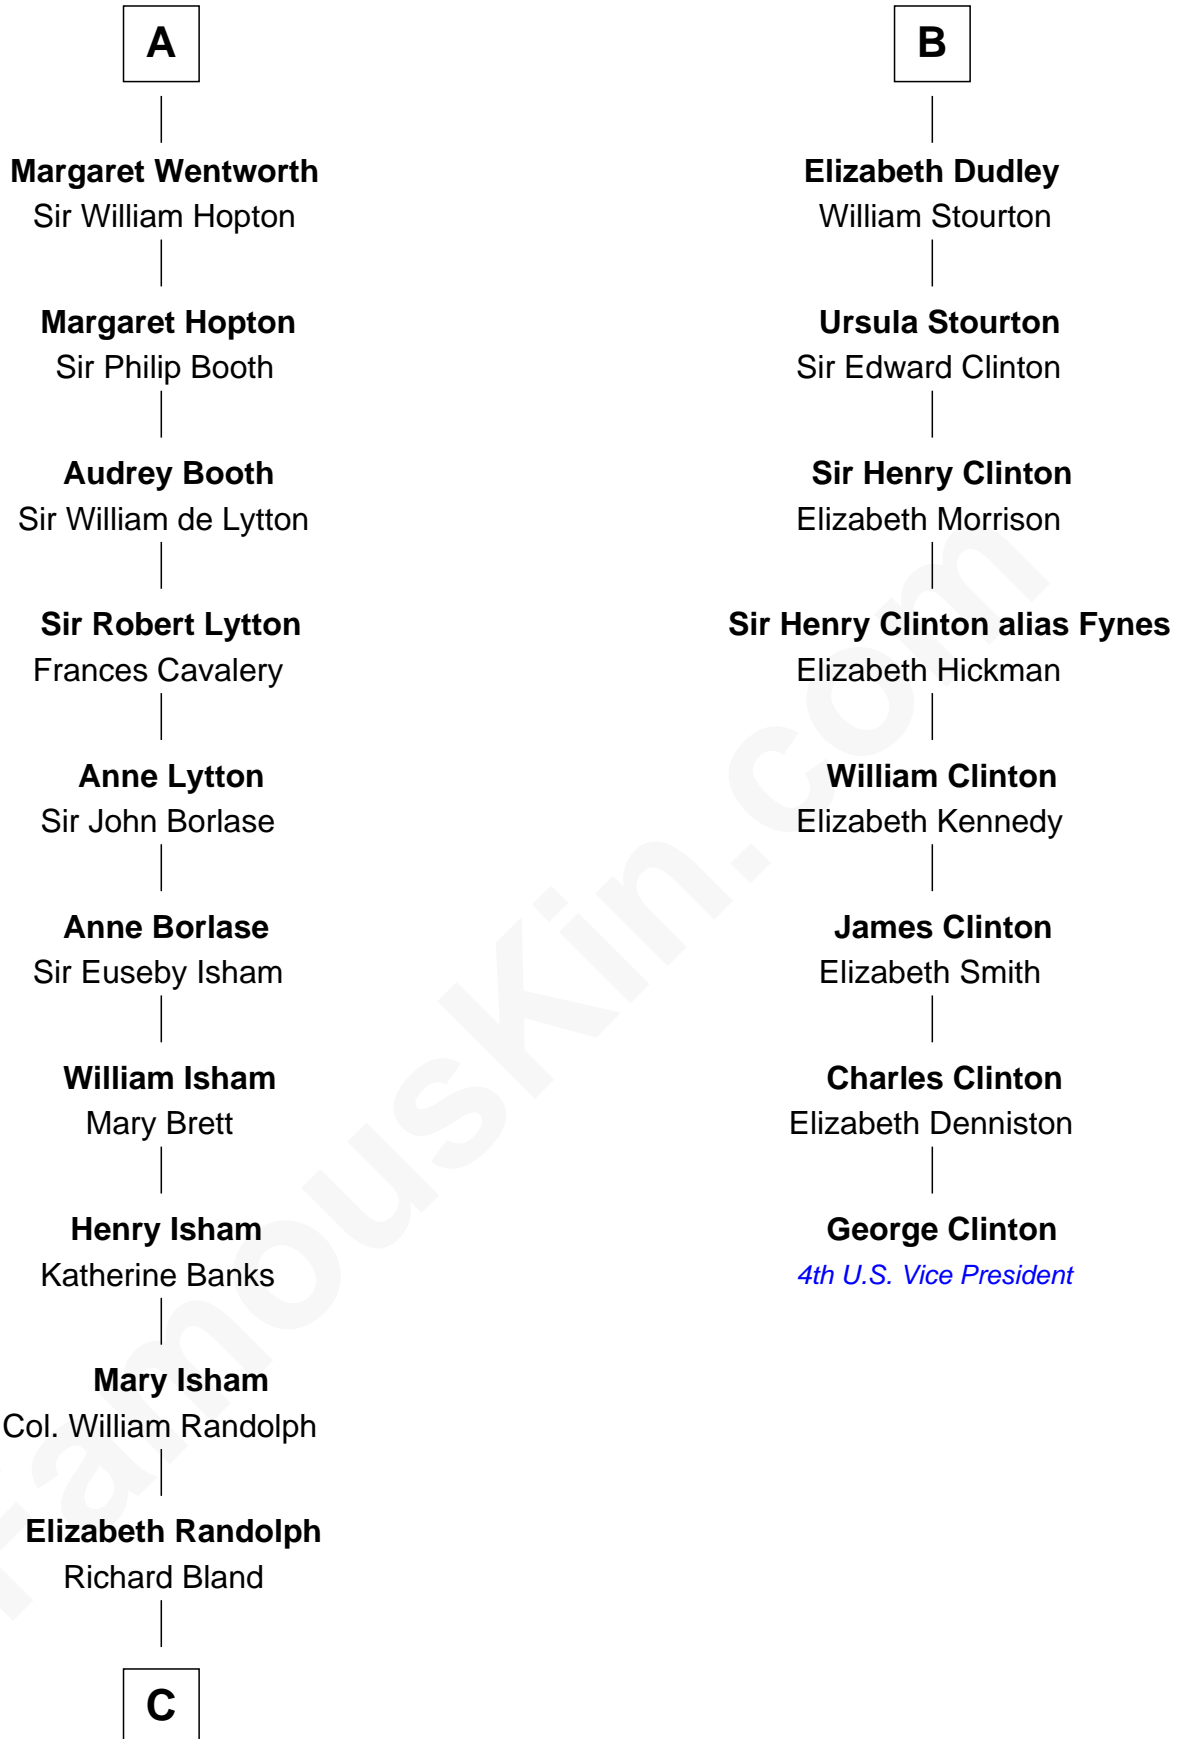 A
Margaret Wentworth
Sir William Hopton
Margaret Hopton
Sir Philip Booth
Audrey Booth
Sir William de Lytton
Sir Robert Lytton
Frances Cavalery
Anne Lytton
Sir John Borlase
Anne Borlase
Sir Euseby Isham
William Isham
Mary Brett
Henry Isham
Katherine Banks
Mary Isham
Col. William Randolph
Elizabeth Randolph
Richard Bland
C
B
Elizabeth Dudley
William Stourton
Ursula Stourton
Sir Edward Clinton
Sir Henry Clinton
Elizabeth Morrison
Sir Henry Clinton alias Fynes
Elizabeth Hickman
William Clinton
Elizabeth Kennedy
James Clinton
Elizabeth Smith
Charles Clinton
Elizabeth Denniston
George Clinton
4th U.S. Vice President
FamousKin.com